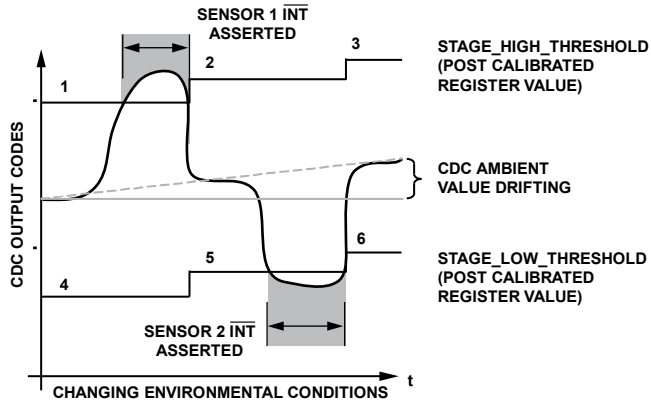 SENSOR 1 INT
ASSERTED
1
2
3
STAGE_HIGH_THRESHOLD
(POST CALIBRATED
REGISTER VALUE)
CDC OUTPUT CODES
CDC AMBIENT
VALUE DRIFTING
4
5
6
STAGE_LOW_THRESHOLD
(POST CALIBRATED
REGISTER VALUE)
SENSOR 2 INT
ASSERTED
t
CHANGING ENVIRONMENTAL CONDITIONS